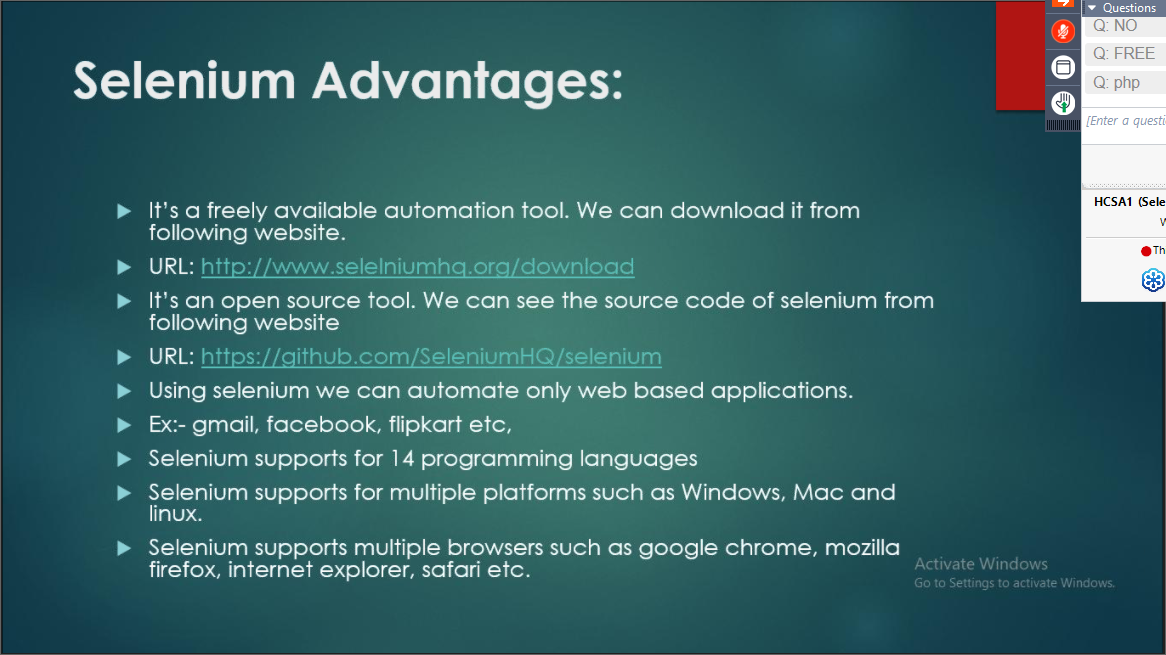 Selenium Advantages:
It's a freely available automation tool. We can download it from
following website.
URL: http://www.selelniumhq.org/download
It's an open source tool. We can see the source code of selenium from
following website
URL: https://github.com/SeleniumHQ/selenium
Using selenium we can automate only web based applications.
Ex:- gmail, facebook, flipkart etc,
Selenium supports for 14 programming languages
Selenium supports for multiple platforms such as Windows, Mac and
linux.
Selenium supports multiple browsers such as google chrome, mozilla
firefox, internet explorer, safari etc.
Activate Windows
Go to Settings to activate Windows.
Questions
Q: NO
Q: FREE
Q: php
[Enter a questi
HCSA1 (Sele
W
Th